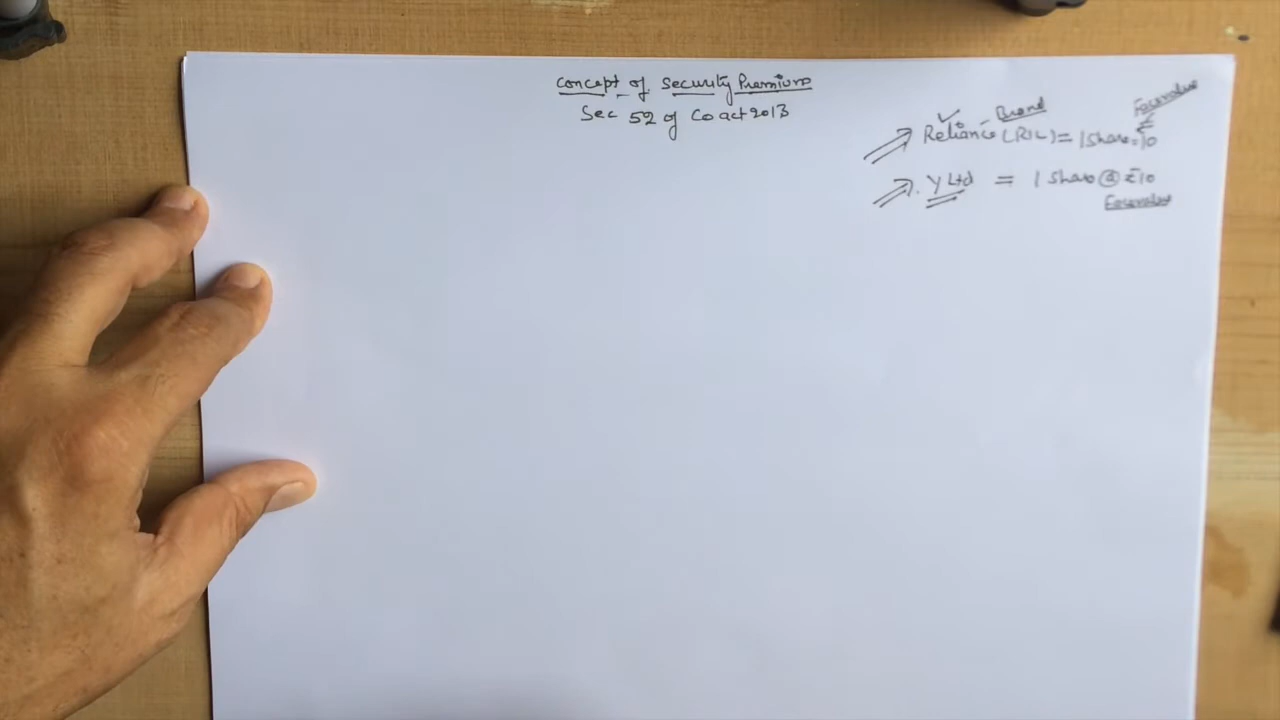 Concept of Security Premium
Sec 52 of Co act 2013
Brand
Facevalue
Reliance (RIL) = 1 Share = 10
Y Ltd = 1 Share @ ₹10
Facevalue